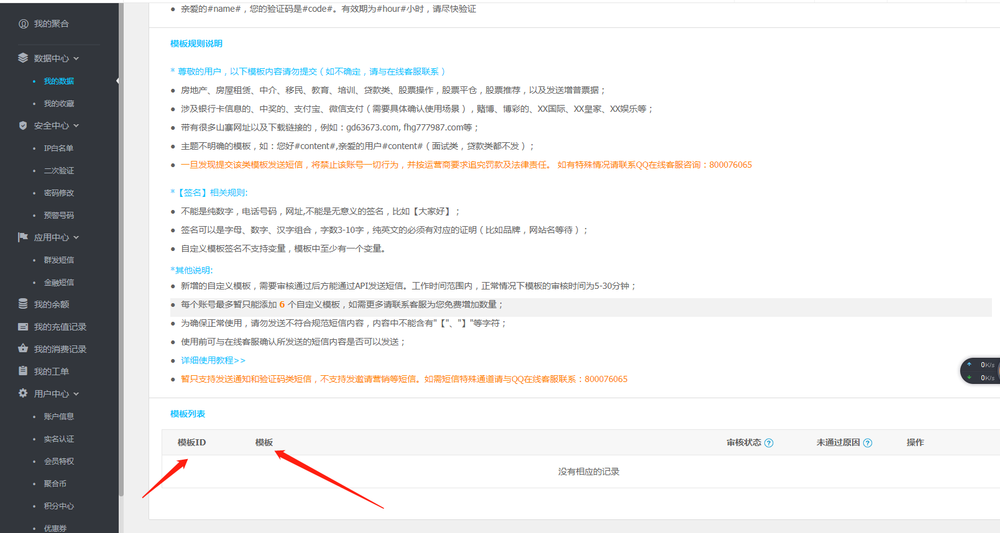 我的聚合
数据中心
我的数据
我的收藏
安全中心
IP白名单
二次验证
密码修改
预警号码
应用中心
群发短信
金融短信
我的余额
我的充值记录
我的消费记录
我的工单
用户中心
账户信息
实名认证
会员特权
聚合币
积分中心
优惠券
亲爱的#name#，您的验证码是#code#。有效期为#hour#小时，请尽快验证
模板规则说明
* 尊敬的用户，以下模板内容请勿提交（如不确定，请与在线客服联系）
房地产、房屋租赁、中介、移民、教育、培训、贷款类、股票操作，股票平仓，股票推荐，以及发送增普票据；
涉及银行卡信息的、中奖的、支付宝、微信支付（需要具体确认使用场景），赌博、博彩的、XX国际、XX皇家、XX娱乐等；
带有很多山寨网址以及下载链接的，例如：gd63673.com, fhg777987.com等；
主题不明确的模板，如：您好#content#,亲爱的用户#content#（面试类，贷款类都不发）；
一旦发现提交该类模板发送短信，将禁止该账号一切行为，并按运营商要求追究罚款及法律责任。 如有特殊情况请联系QQ在线客服咨询：800076065
*【签名】相关规则:
不能是纯数字，电话号码，网址,不能是无意义的签名，比如【大家好】；
签名可以是字母、数字、汉字组合，字数3-10字，纯英文的必须有对应的证明（比如品牌，网站名等待）；
自定义模板签名不支持变量，模板中至少有一个变量。
*其他说明:
新增的自定义模板，需要审核通过后方能通过API发送短信。工作时间范围内，正常情况下模板的审核时间为5-30分钟；
每个账号最多暂只能添加 6 个自定义模板，如需更多请联系客服为您免费增加数量；
为确保正常使用，请勿发送不符合规范短信内容，内容中不能含有"【"、"】"等字符；
使用前可与在线客服确认所发送的短信内容是否可以发送；
详细使用教程>>
暂只支持发送通知和验证码类短信，不支持发邀请营销等短信。如需短信特殊通道请与QQ在线客服联系：800076065
模板列表
模板ID 模板 审核状态 ? 未通过原因 ? 操作
没有相应的记录
0K/s
0K/s